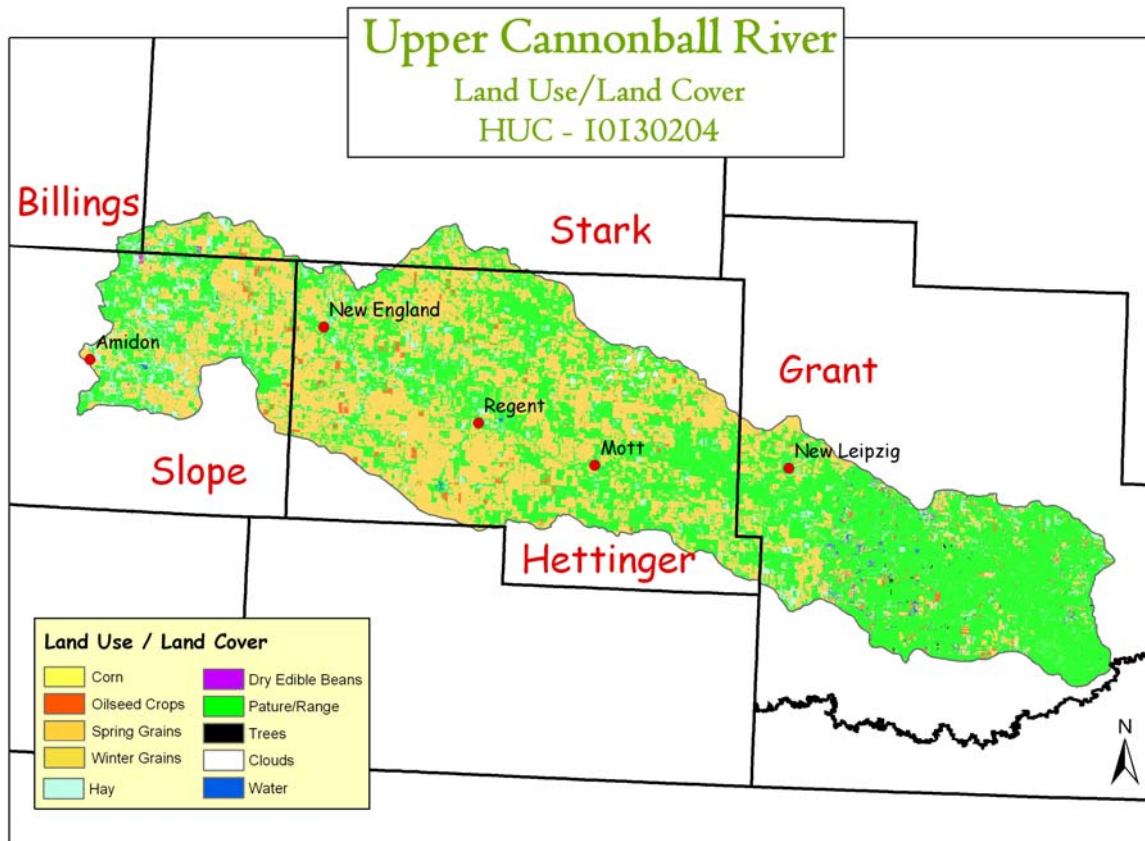 Upper Cannonball River
Land Use/Land Cover
HUC - 10130204
Billings
Stark
New England
Amidon
Grant
Regent
Mott
New Leipzig
Slope
Hettinger
Land Use / Land Cover
Corn
Oilseed Crops
Spring Grains
Winter Grains
Hay
Dry Edible Beans
Pature/Range
Trees
Clouds
Water
N